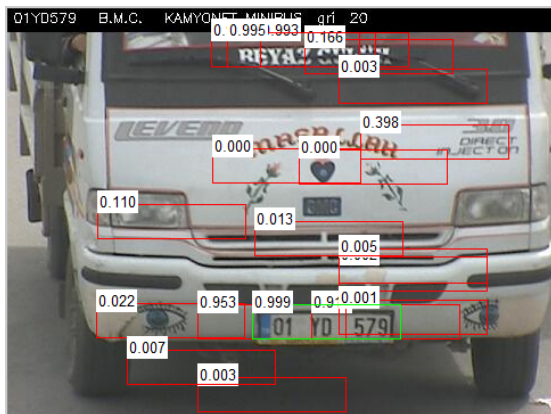 01YD579 B.M.C. KAMYONET MINIBUS gri 20
0.995 .993 0.166
BEYAZ
0.003
0.398
LEVEND
DIRECT
INJECTION
0.000 0.000
BMC
0.110
0.013
0.005
0.022 0.953 0.999 0.9 0.001
01 YD 579
0.007
0.003